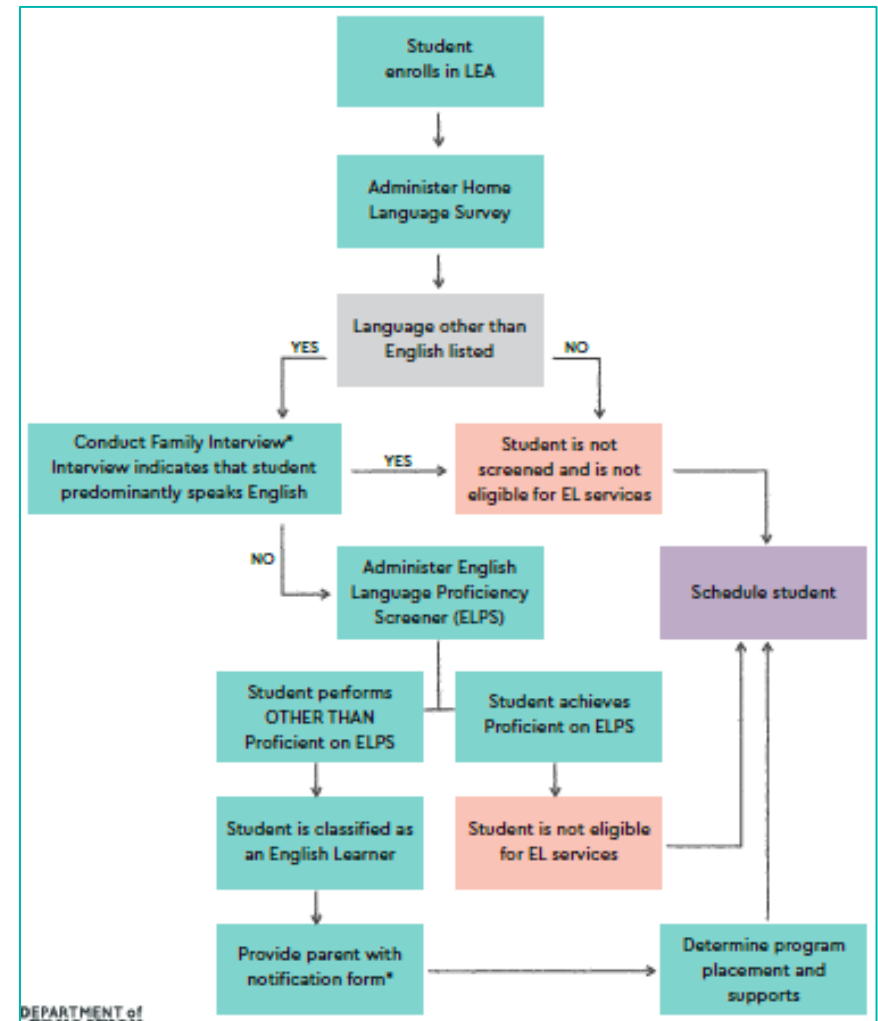 Student
enrolls in LEA
Administer Home
Language Survey
Language other than
English listed
YES
NO
Conduct Family Interview*
Interview indicates that student
predominantly speaks English
YES
Student is not
screened and is not
eligible for EL services
NO
Administer English
Language Proficiency
Screener (ELPS)
Schedule student
Student performs
OTHER THAN
Proficient on ELPS
Student achieves
Proficient on ELPS
Student is classified as
an English Learner
Student is not eligible
for EL services
Provide parent with
notification form*
Determine program
placement and
supports
DEPARTMENT of